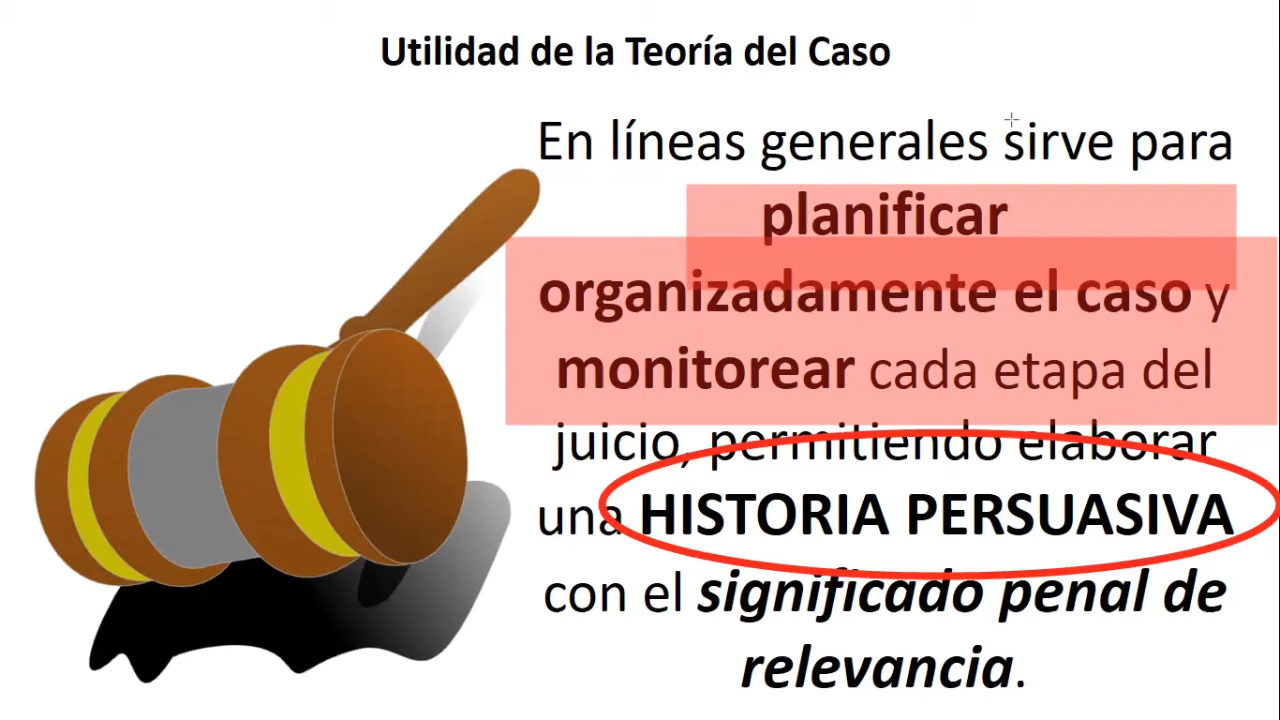 Utilidad de la Teoría del Caso
En líneas generales sirve para
planificar
organizadamente el caso y
monitorear cada etapa del
juicio, permitiendo elaborar
una HISTORIA PERSUASIVA
con el significado penal de
relevancia.